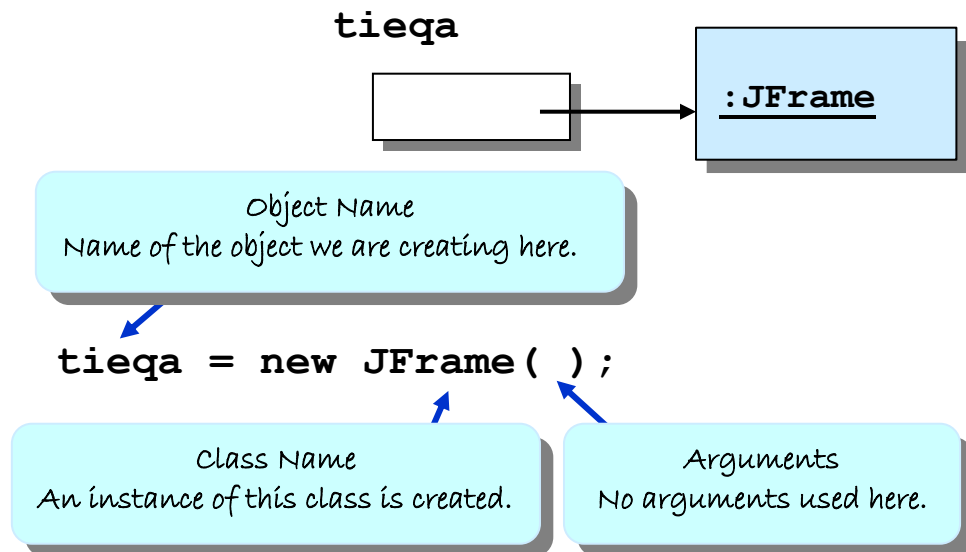 tieqa
:JFrame
Object Name
Name of the object we are creating here.
tieqa = new JFrame( );
Class Name
An instance of this class is created.
Arguments
No arguments used here.